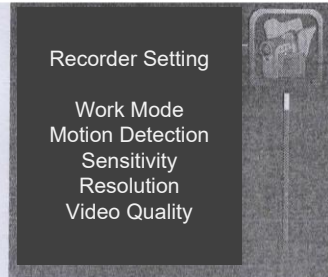 Recorder Setting
Work Mode
Motion Detection
Sensitivity
Resolution
Video Quality